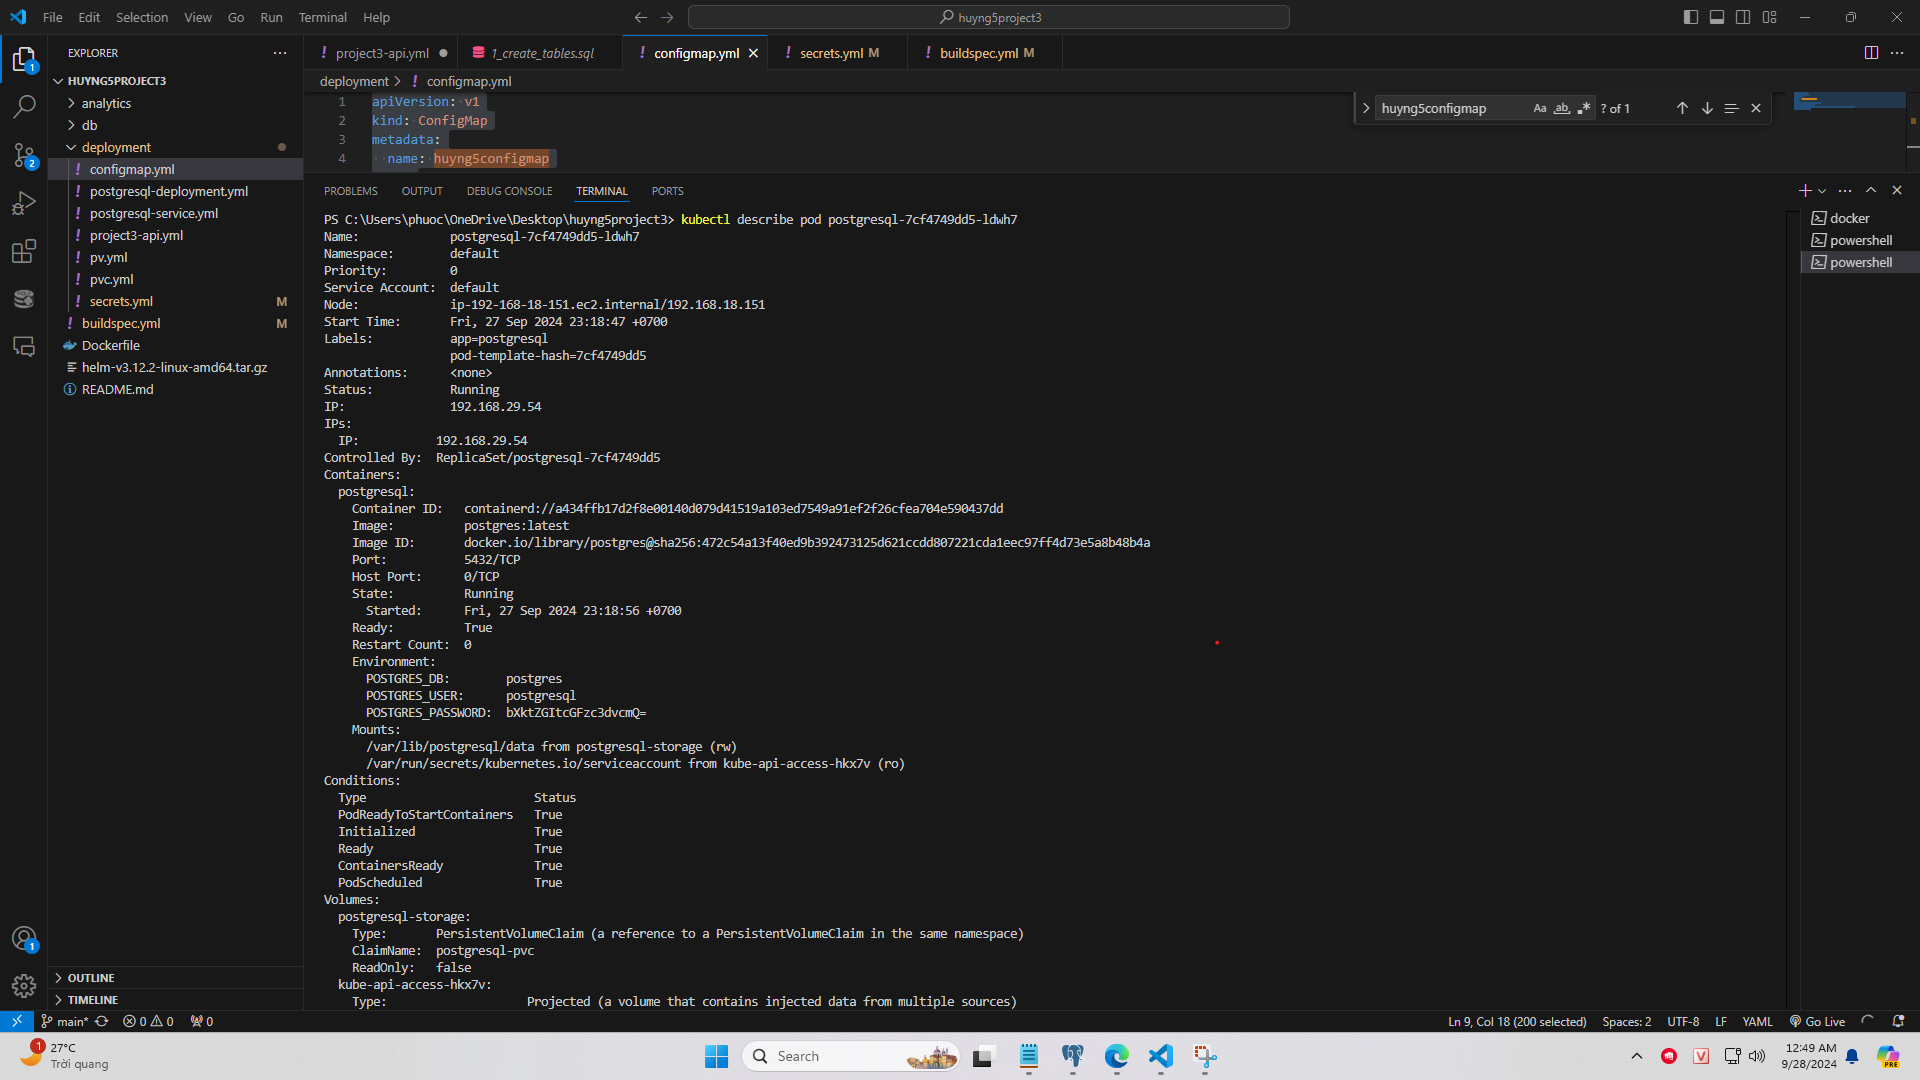 File Edit Selection View Go Run Terminal Help
huyng5project3
EXPLORER
HUYNG5PROJECT3
analytics
db
deployment
configmap.yml
postgresql-deployment.yml
postgresql-service.yml
project3-api.yml
pv.yml
pvc.yml
secrets.yml M
buildspec.yml M
Dockerfile
helm-v3.12.2-linux-amd64.tar.gz
README.md
OUTLINE
TIMELINE
project3-api.yml 1_create_tables.sql configmap.yml secrets.yml M buildspec.yml M
deployment > configmap.yml
1 apiVersion: v1
2 kind: ConfigMap
3 metadata:
4 name: huyng5configmap
huyng5configmap Aa ab .* ? of 1
PROBLEMS OUTPUT DEBUG CONSOLE TERMINAL PORTS
docker
powershell
powershell
PS C:\Users\phuoc\OneDrive\Desktop\huyng5project3> kubectl describe pod postgresql-7cf4749dd5-ldwh7
Name: postgresql-7cf4749dd5-ldwh7
Namespace: default
Priority: 0
Service Account: default
Node: ip-192-168-18-151.ec2.internal/192.168.18.151
Start Time: Fri, 27 Sep 2024 23:18:47 +0700
Labels: app=postgresql
pod-template-hash=7cf4749dd5
Annotations: <none>
Status: Running
IP: 192.168.29.54
IPs:
IP: 192.168.29.54
Controlled By: ReplicaSet/postgresql-7cf4749dd5
Containers:
postgresql:
Container ID: containerd://a434ffb17d2f8e00140d079d41519a103ed7549a91ef2f26cfea704e590437dd
Image: postgres:latest
Image ID: docker.io/library/postgres@sha256:472c54a13f40ed9b392473125d621ccdd807221cda1eec97ff4d73e5a8b48b4a
Port: 5432/TCP
Host Port: 0/TCP
State: Running
Started: Fri, 27 Sep 2024 23:18:56 +0700
Ready: True
Restart Count: 0
Environment:
POSTGRES_DB: postgres
POSTGRES_USER: postgresql
POSTGRES_PASSWORD: bXktZGItcGFzc3dvcmQ=
Mounts:
/var/lib/postgresql/data from postgresql-storage (rw)
/var/run/secrets/kubernetes.io/serviceaccount from kube-api-access-hkx7v (ro)
Conditions:
Type Status
PodReadyToStartContainers True
Initialized True
Ready True
ContainersReady True
PodScheduled True
Volumes:
postgresql-storage:
Type: PersistentVolumeClaim (a reference to a PersistentVolumeClaim in the same namespace)
ClaimName: postgresql-pvc
ReadOnly: false
kube-api-access-hkx7v:
Type: Projected (a volume that contains injected data from multiple sources)
main* 0 0 0 Ln 9, Col 18 (200 selected) Spaces: 2 UTF-8 LF YAML Go Live
27°C
Trời quang
Search
12:49 AM
9/28/2024